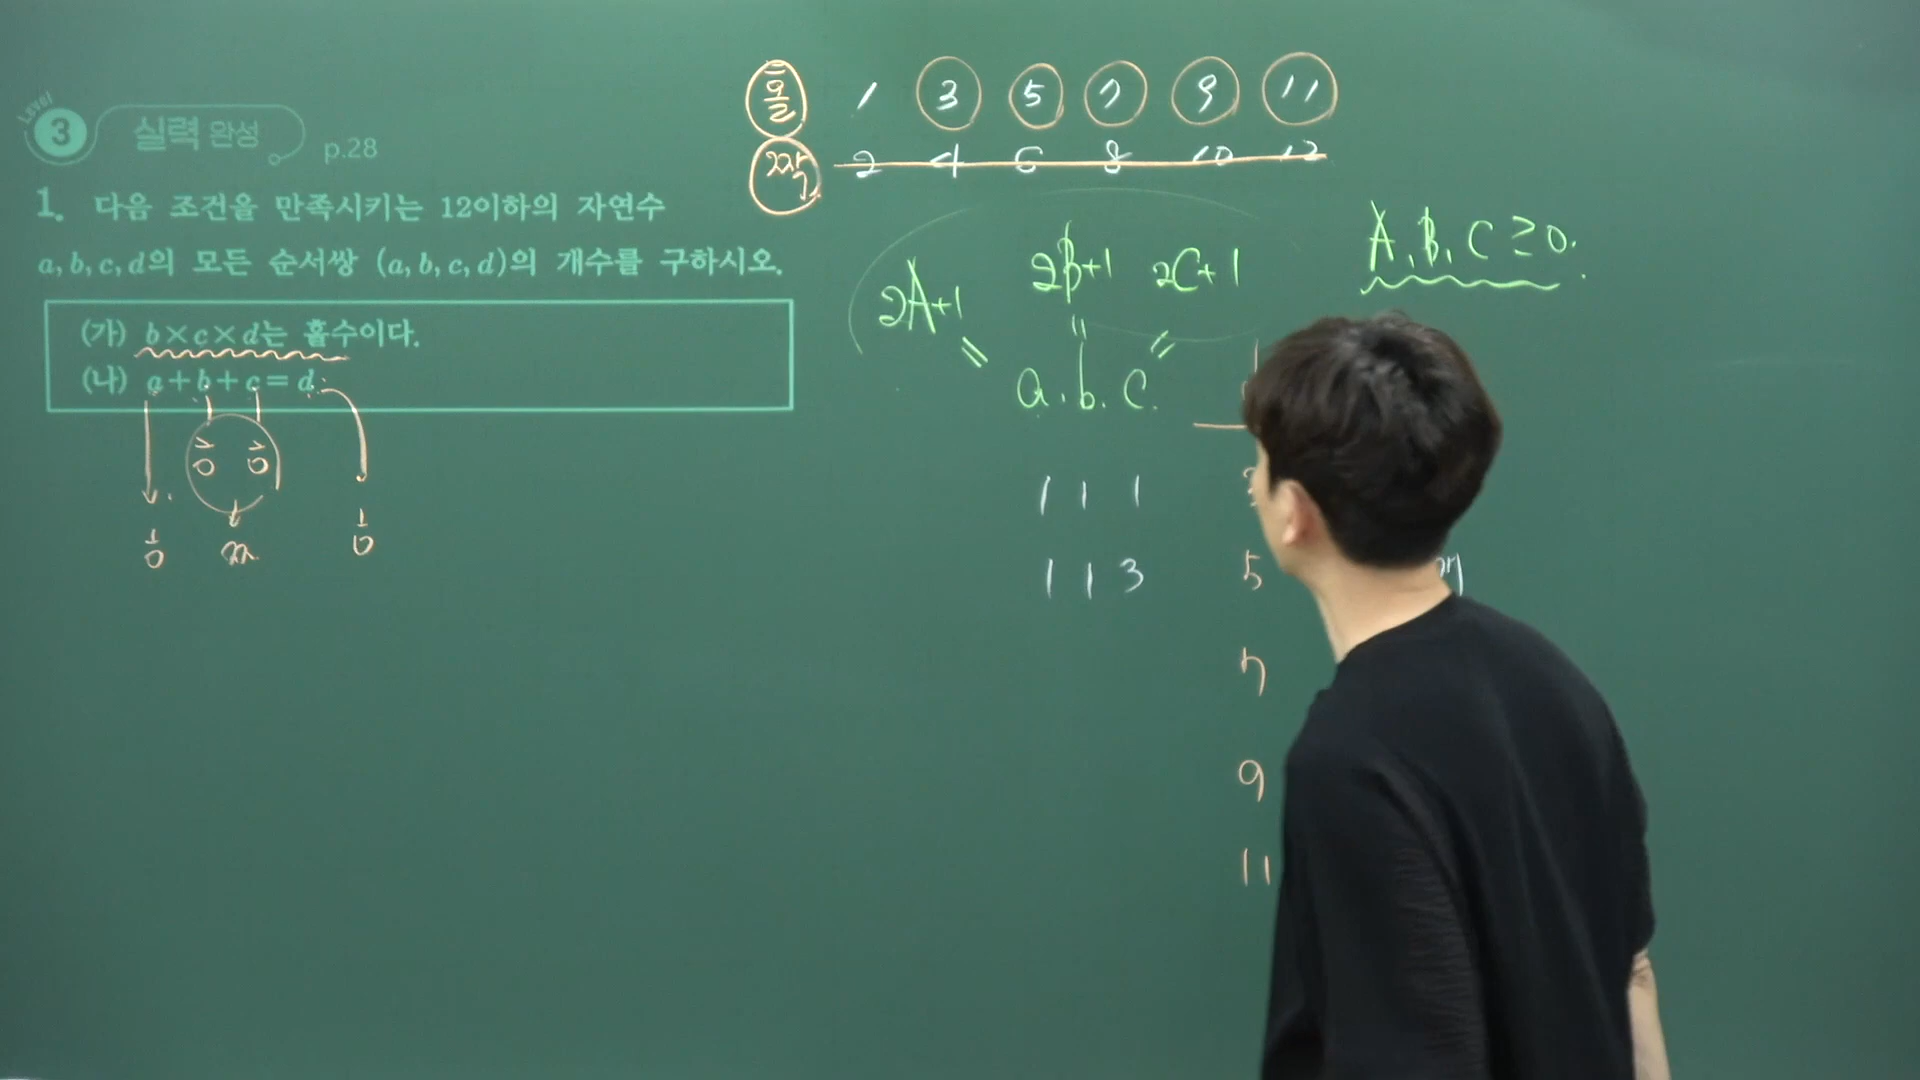 LEVEL 3 실력 완성 p.28
1. 다음 조건을 만족시키는 12이하의 자연수
a, b, c, d의 모든 순서쌍 (a, b, c, d)의 개수를 구하시오.
(가) b×c×d는 홀수이다.
(나) a+b+c=d
홀 홀
홀 짝 홀
홀 1 3 5 7 9 11
짝 2 4 6 8 10 12
2A+1 2B+1 2C+1 A, B, C ≥ 0.
a. b. c.
1 1 1
1 1 3 5
7
9
11